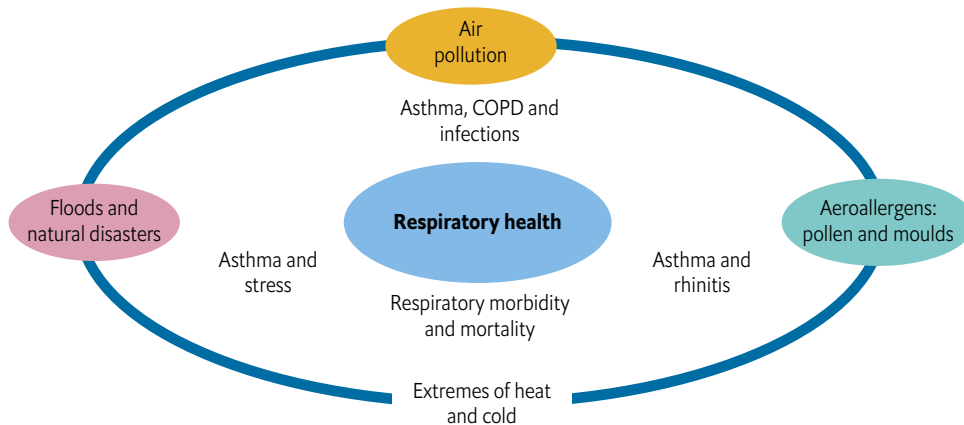 Air
pollution
Asthma, COPD and
infections
Floods and
natural disasters
Respiratory health
Aeroallergens:
pollen and moulds
Asthma and
stress
Asthma and
rhinitis
Respiratory morbidity
and mortality
Extremes of heat
and cold